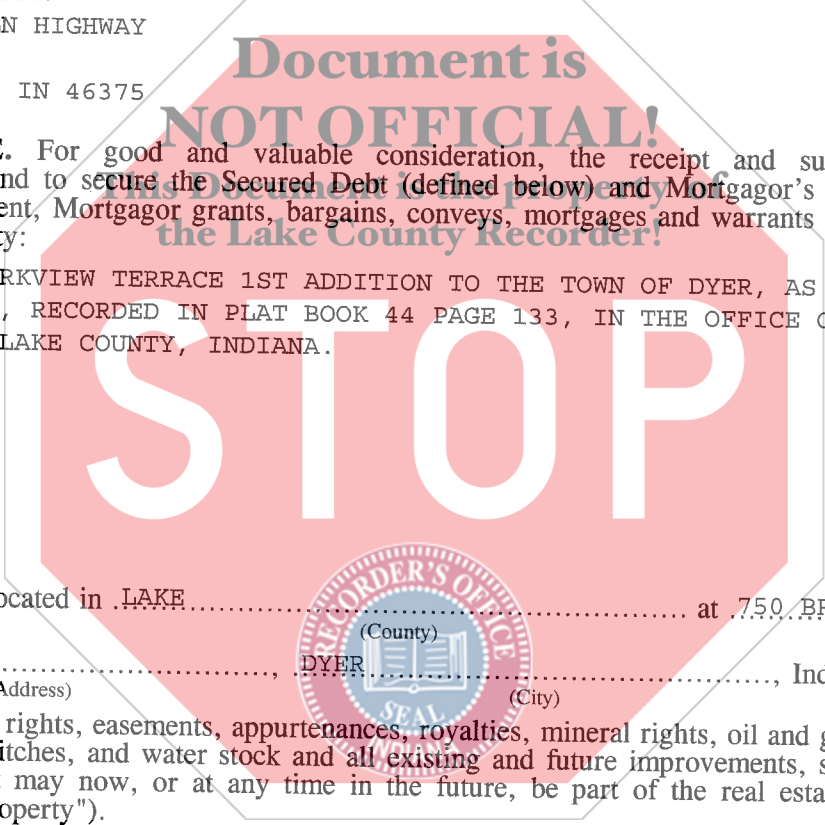 N HIGHWAY
Document is
IN 46375
NOT OFFICIAL!
E. For good and valuable consideration, the receipt and su
nd to secure the Secured Debt (defined below) and Mortgagor's
This Document is the property of
ent, Mortgagor grants, bargains, conveys, mortgages and warrants
ty:
the Lake County Recorder!
RKVIEW TERRACE 1ST ADDITION TO THE TOWN OF DYER, AS
, RECORDED IN PLAT BOOK 44 PAGE 133, IN THE OFFICE O
LAKE COUNTY, INDIANA.
STOP
ocated in LAKE at 750 BR
(County)
, DYER , Ind
Address) (City)
RECORDER'S OFFICE
SEAL
INDIANA
rights, easements, appurtenances, royalties, mineral rights, oil and g
itches, and water stock and all existing and future improvements, s
t may now, or at any time in the future, be part of the real esta
operty").